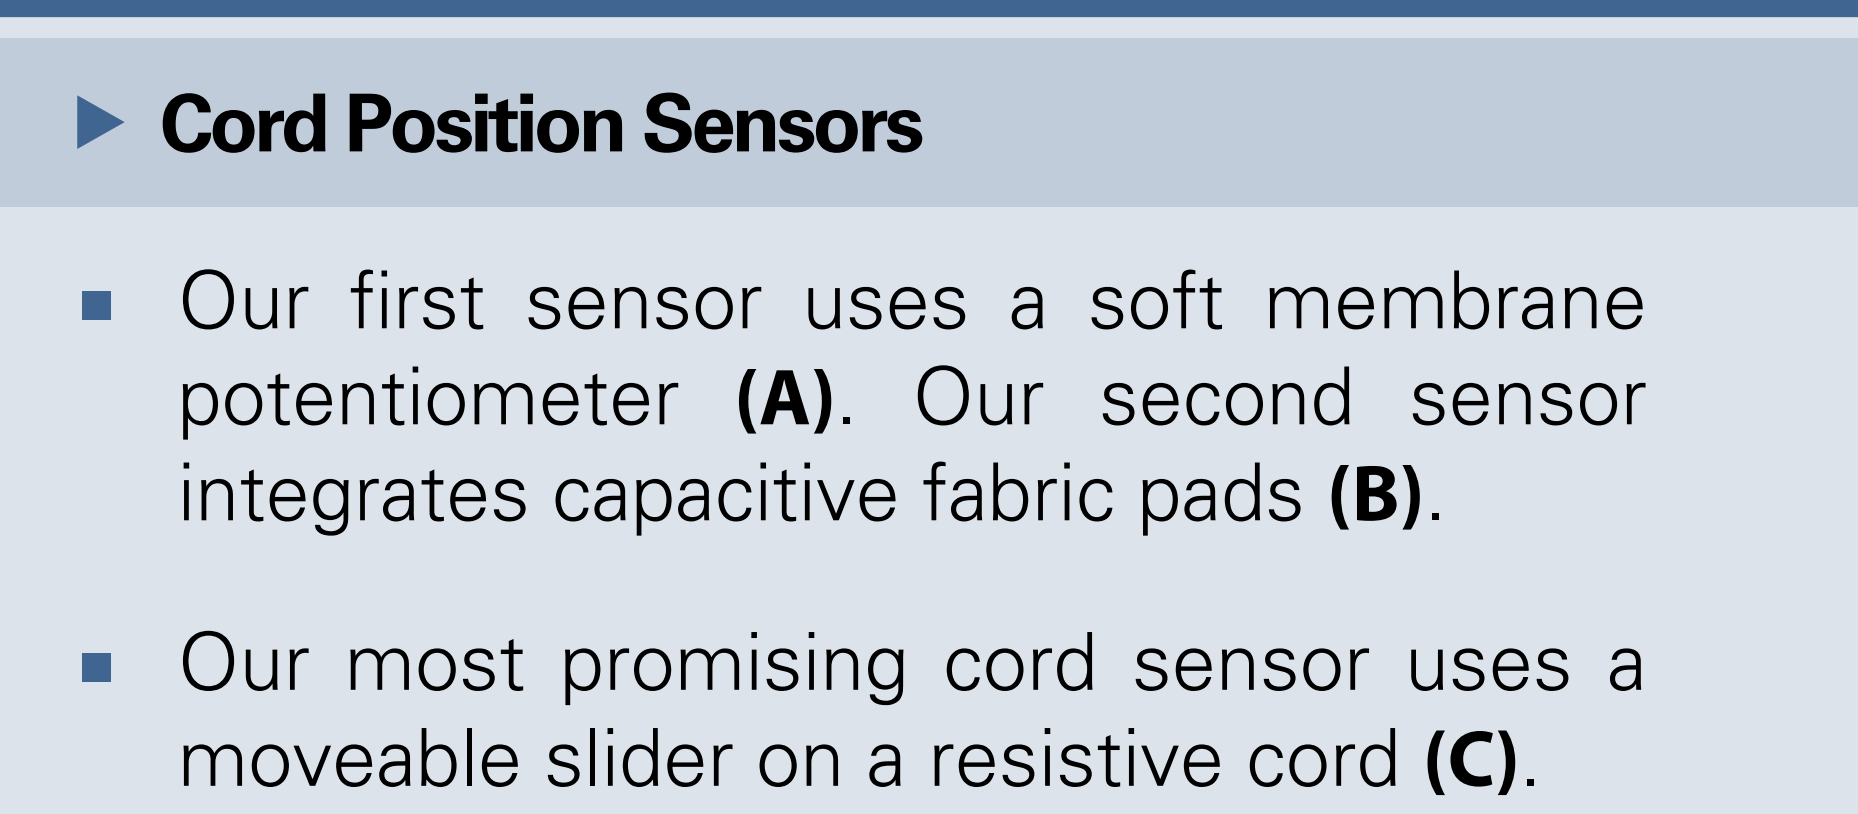 Cord Position Sensors
Our first sensor uses a soft membrane
potentiometer (A). Our second sensor
integrates capacitive fabric pads (B).
Our most promising cord sensor uses a
moveable slider on a resistive cord (C).